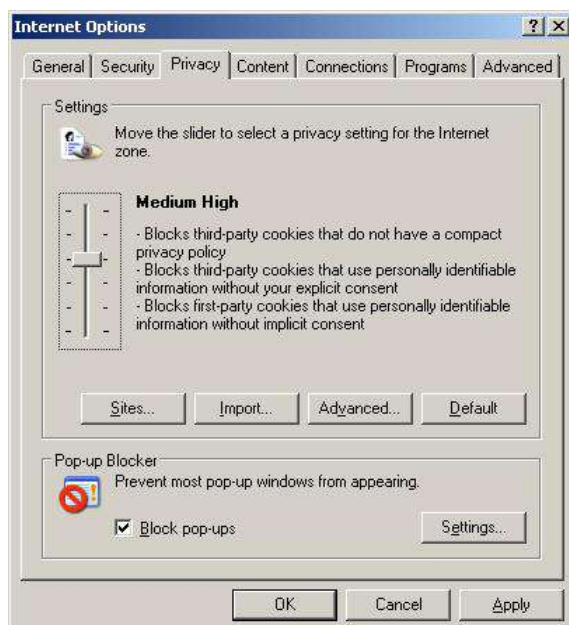 Internet Options
General Security Privacy Content Connections Programs Advanced
Settings
Move the slider to select a privacy setting for the Internet
zone.
Medium High
- Blocks third-party cookies that do not have a compact
privacy policy
- Blocks third-party cookies that use personally identifiable
information without your explicit consent
- Blocks first-party cookies that use personally identifiable
information without implicit consent
Sites... Import... Advanced... Default
Pop-up Blocker
Prevent most pop-up windows from appearing.
Block pop-ups Settings...
OK Cancel Apply